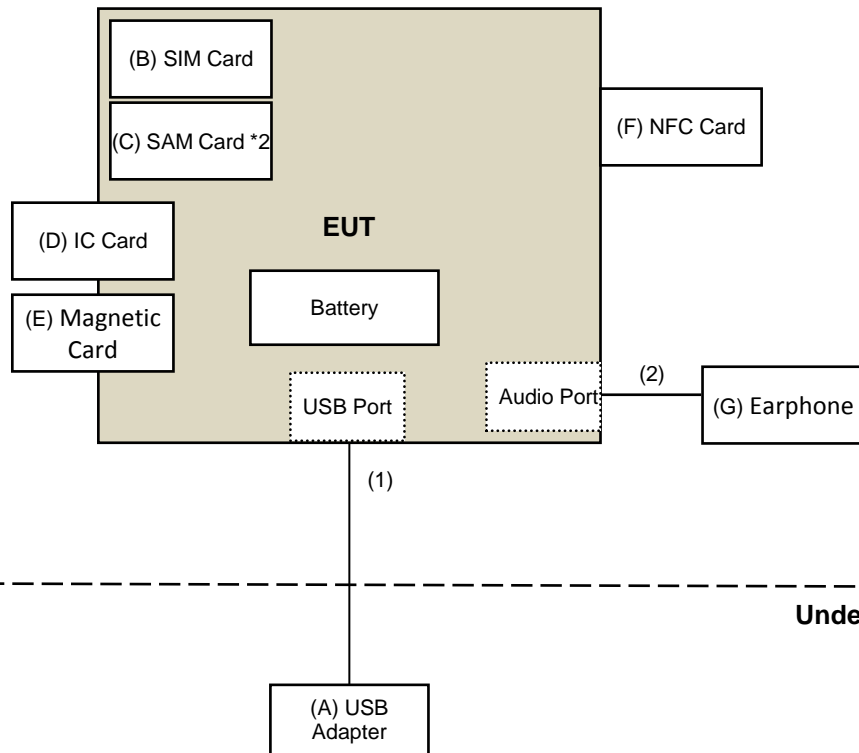 (B) SIM Card
(C) SAM Card *2
(F) NFC Card
(D) IC Card
EUT
(E) Magnetic
Card
Battery
USB Port
Audio Port
(2)
(G) Earphone
(1)
Unde
(A) USB
Adapter